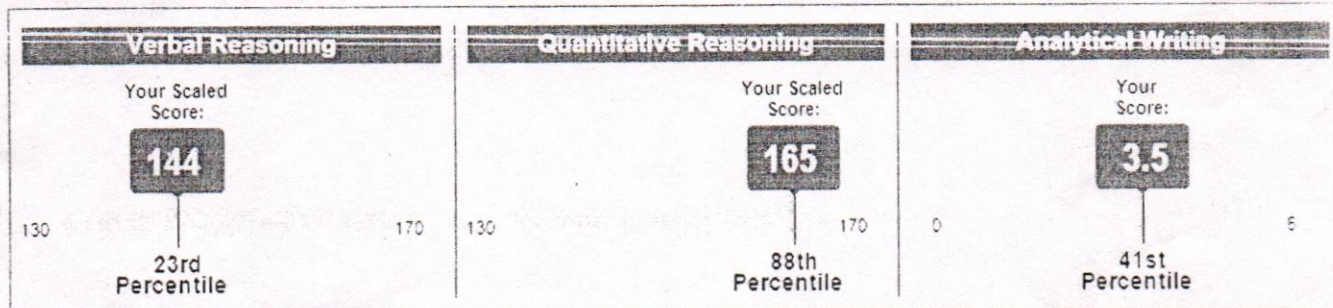 Verbal Reasoning
Your Scaled
Score:
144
130
170
23rd
Percentile
Quantitative Reasoning
Your Scaled
Score:
165
130
170
88th
Percentile
Analytical Writing
Your
Score:
3.5
0
6
41st
Percentile